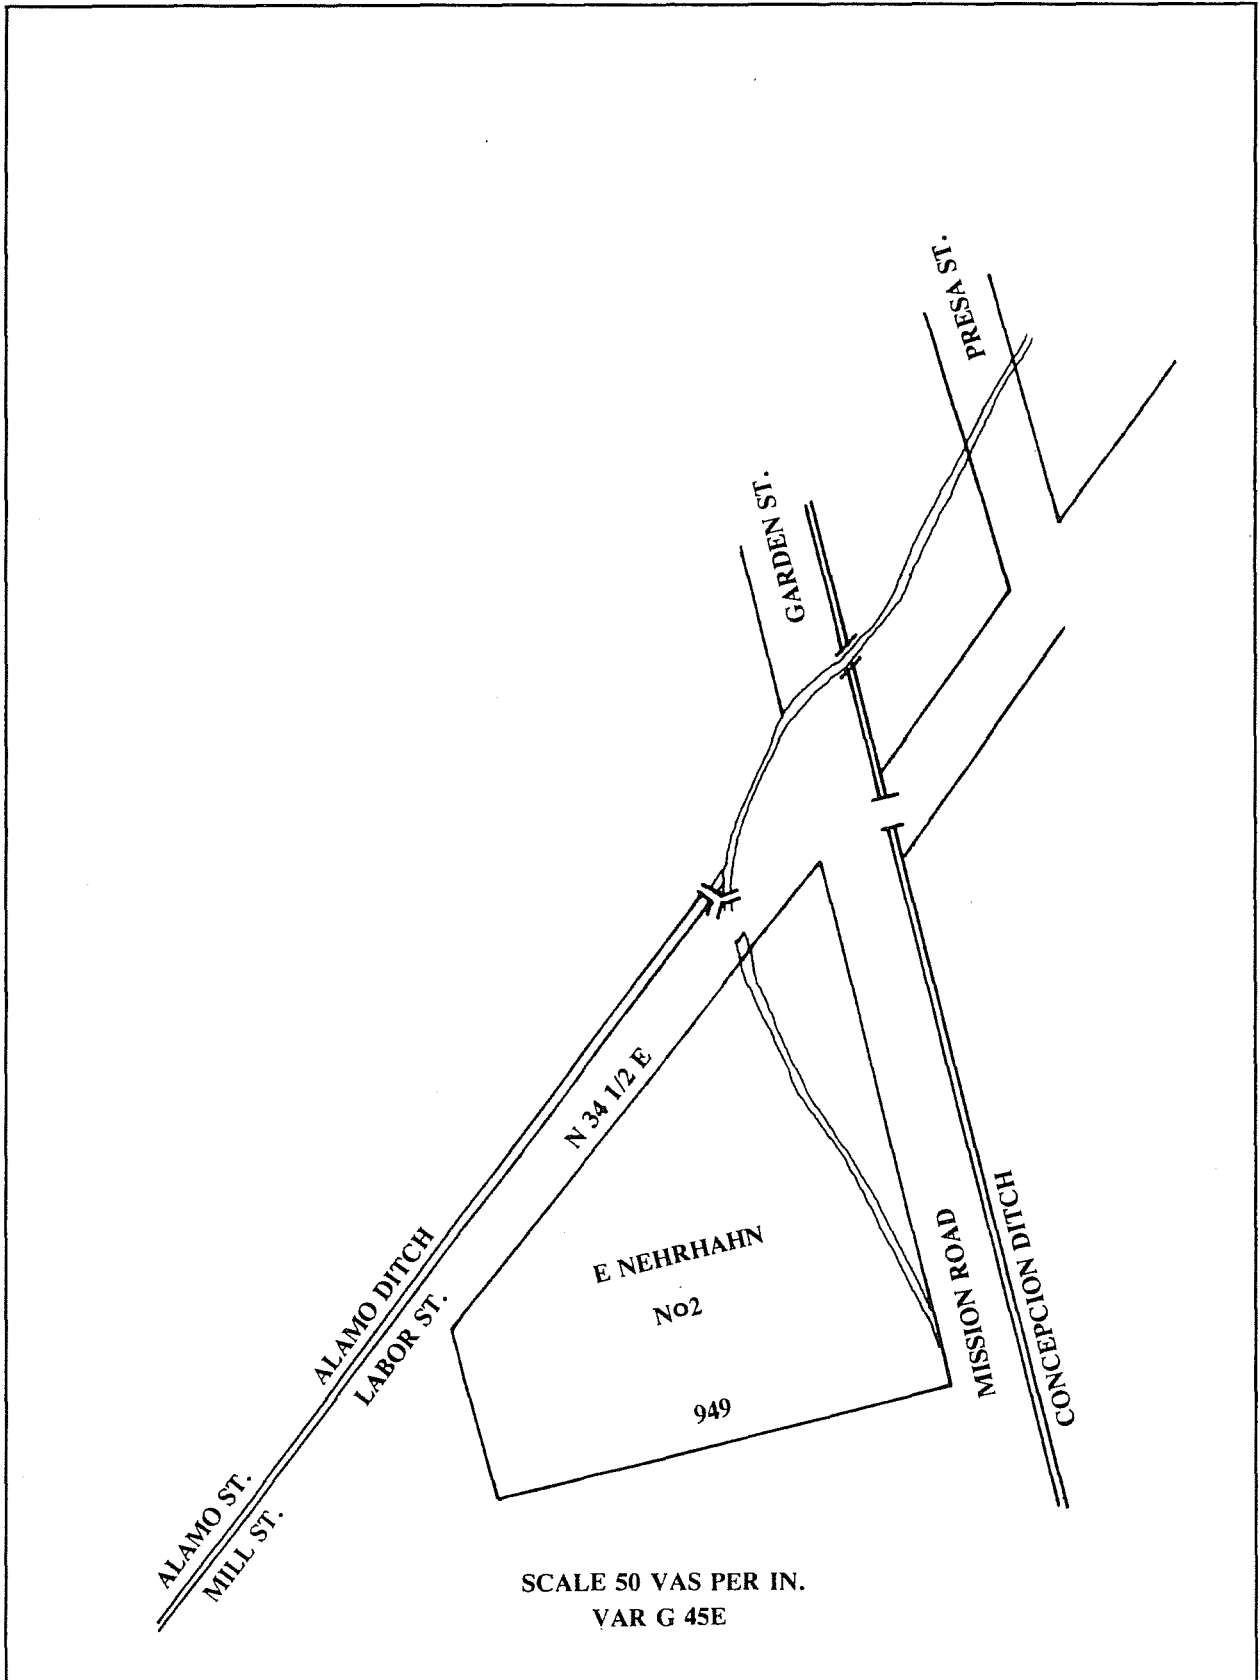 PRESA ST.
GARDEN ST.
N 34 1/2 E
ALAMO DITCH
LABOR ST.
E NEHRHAHN
No2
949
MISSION ROAD
CONCEPCION DITCH
ALAMO ST.
MILL ST.
SCALE 50 VAS PER IN.
VAR G 45E